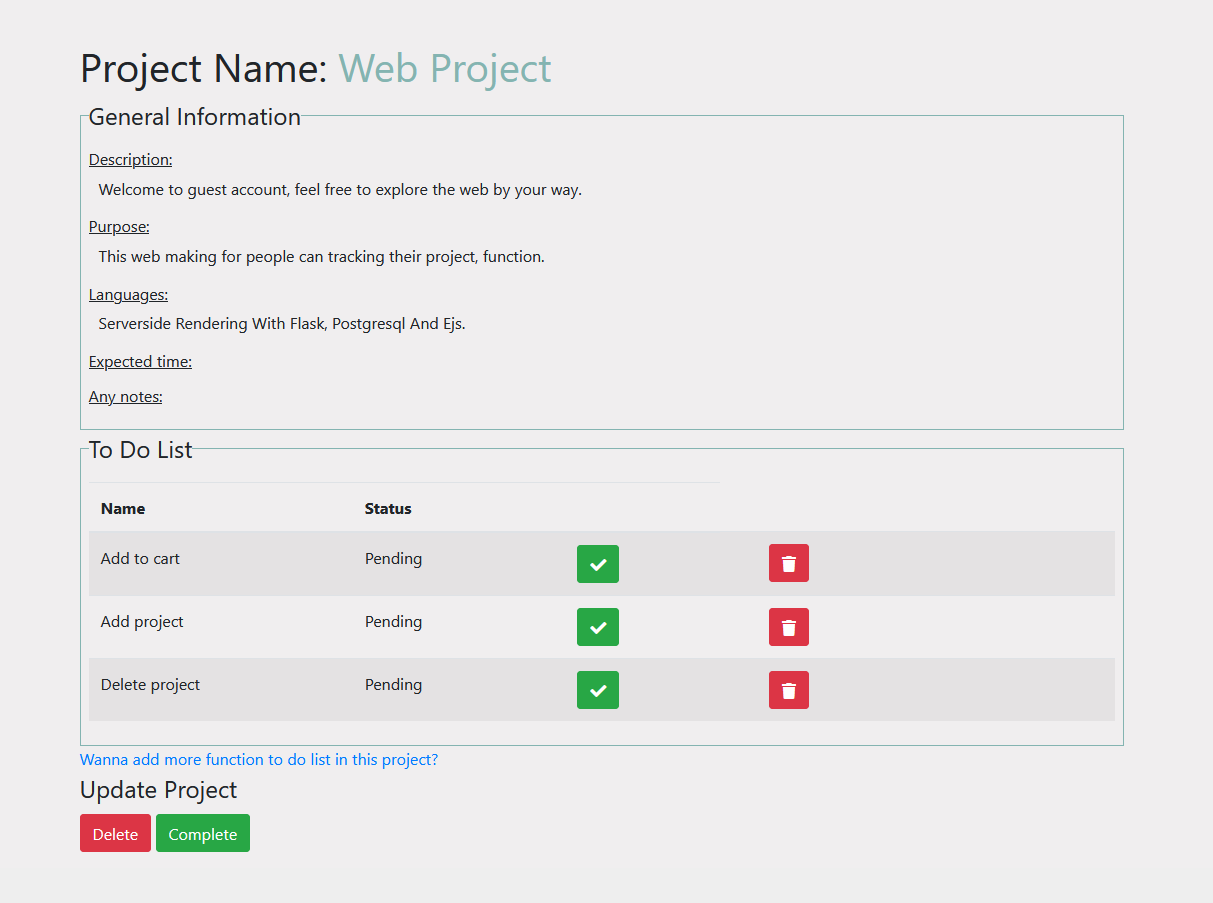 Project Name: Web Project
General Information
Description:
Welcome to guest account, feel free to explore the web by your way.
Purpose:
This web making for people can tracking their project, function.
Languages:
Serverside Rendering With Flask, Postgresql And Ejs.
Expected time:
Any notes:
To Do List
Name Status
Add to cart Pending
Add project Pending
Delete project Pending
Wanna add more function to do list in this project?
Update Project
Delete Complete